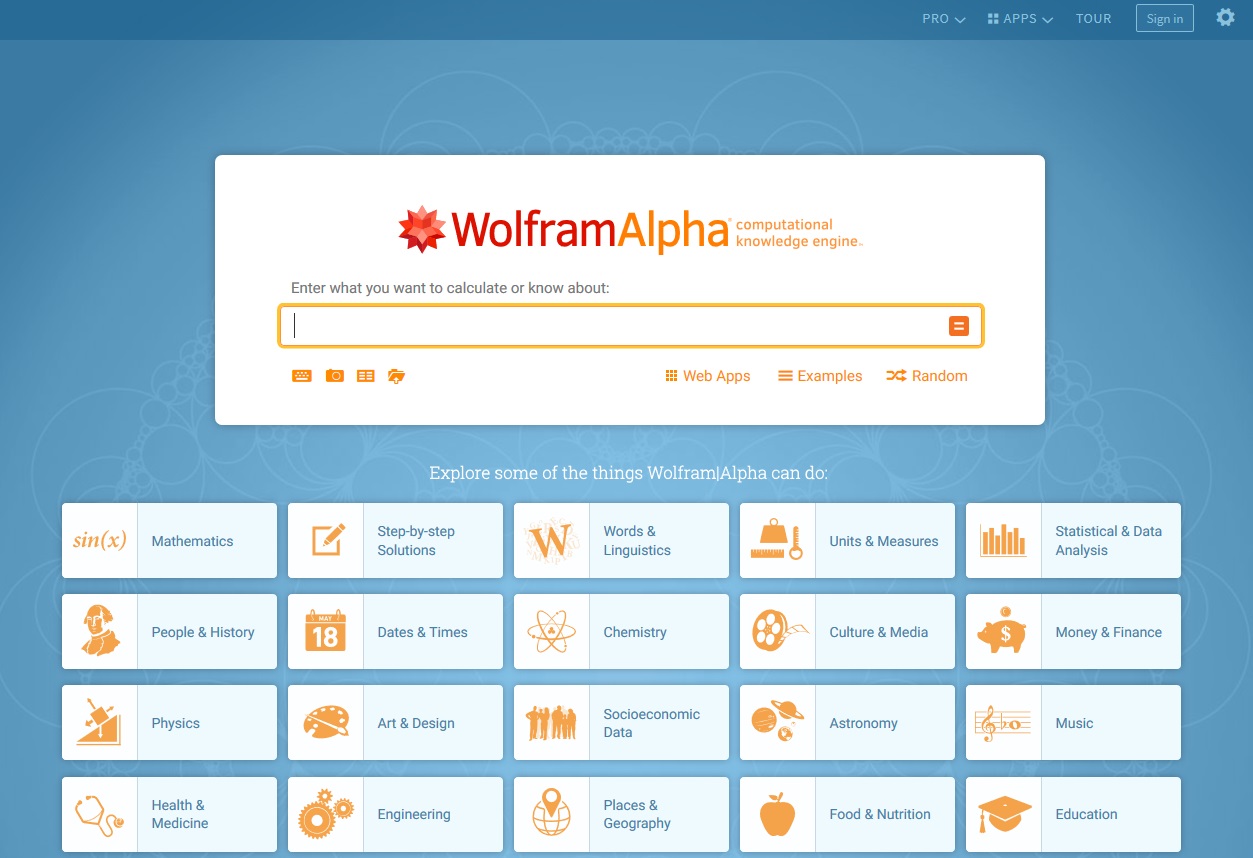 PRO APPS TOUR Sign in
WolframAlpha computational
knowledge engine™
Enter what you want to calculate or know about:
Web Apps Examples Random
Explore some of the things Wolfram|Alpha can do:
sin(x) Mathematics
Step-by-step
Solutions
W Words &
Linguistics
Units & Measures
Statistical & Data
Analysis
People & History
MAY
18 Dates & Times
Chemistry
Culture & Media
$ Money & Finance
Physics
Art & Design
Socioeconomic
Data
Astronomy
Music
Health &
Medicine
Engineering
Places &
Geography
Food & Nutrition
Education